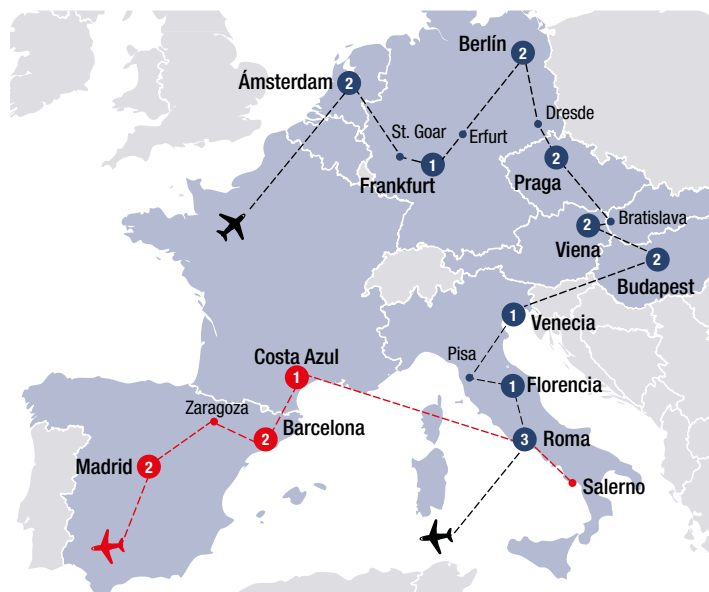 Berlín
2
Ámsterdam
2
Dresde
St. Goar
Erfurt
1
Frankfurt
2
Praga
Bratislava
2
Viena
2
Budapest
1
Venecia
Costa Azul
1
Pisa
1
Florencia
Zaragoza
Barcelona
2
3
Roma
Madrid
2
Salerno